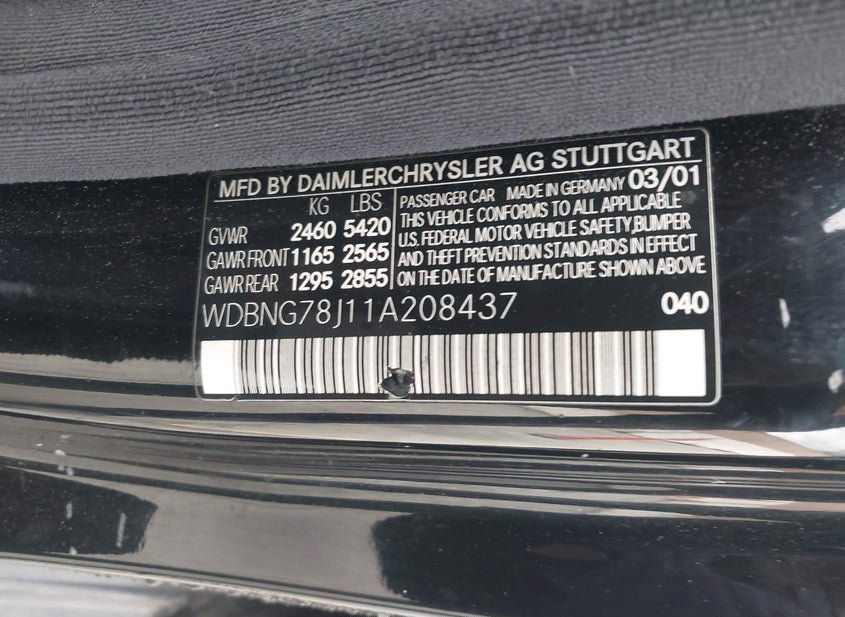 MFD BY DAIMLERCHRYSLER AG STUTTGART
KG LBS
GVWR 2460 5420
GAWR FRONT 1165 2565
GAWR REAR 1295 2855
PASSENGER CAR MADE IN GERMANY 03/01
THIS VEHICLE CONFORMS TO ALL APPLICABLE
U.S. FEDERAL MOTOR VEHICLE SAFETY,BUMPER
AND THEFT PREVENTION STANDARDS IN EFFECT
ON THE DATE OF MANUFACTURE SHOWN ABOVE
WDBNG78J11A208437
040